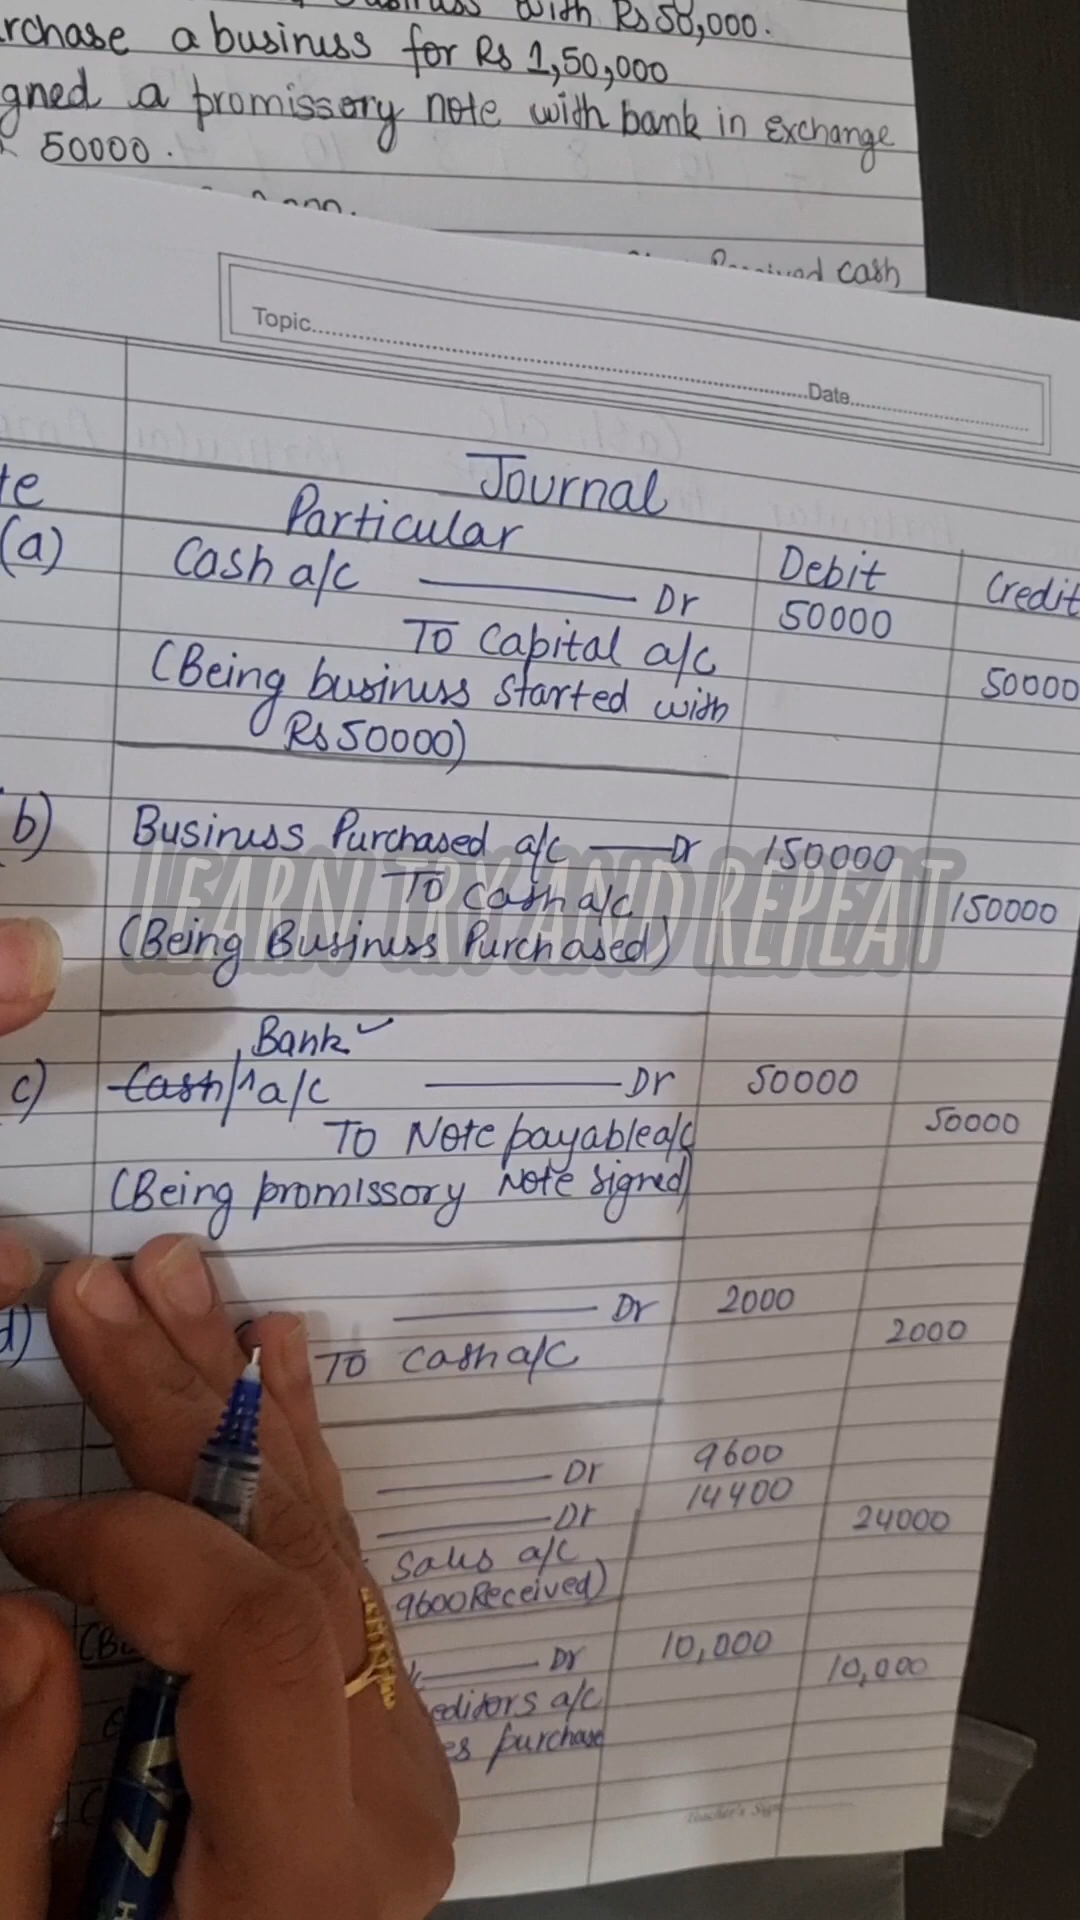 with Rs 50,000.
rchase a business for Rs 1,50,000
gned a promissory note with bank in exchange
50000.
cash
Topic
Date
Journal
te Particular Debit Credit
(a) Cash a/c Dr 50000
To Capital a/c 50000
(Being business started with
Rs 50000)
b) Business Purchased a/c Dr 150000
To Cash a/c 150000
(Being Business Purchased)
LEARN TRY AND REPEAT
Bank
c) Cash a/c Dr 50000
To Note payable a/c 50000
(Being promissory Note signed)
d) Dr 2000
To Cash a/c 2000
Dr 9600
Dr 14400
Sales a/c 24000
9600 Received)
Dr 10,000
editors a/c 10,000
es purchase
Teacher's Sign
V7